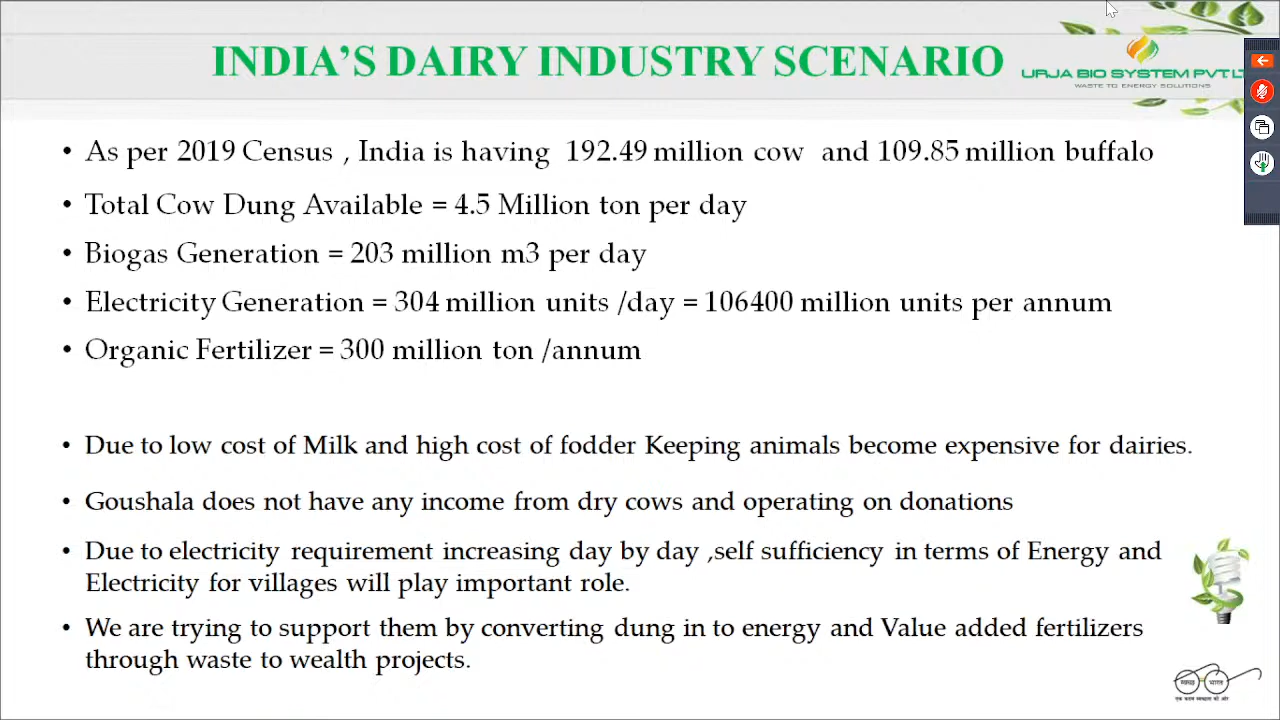 INDIA'S DAIRY INDUSTRY SCENARIO
URJA BIO SYSTEM PVT LT
WASTE TO ENERGY SOLUTIONS
• As per 2019 Census , India is having 192.49 million cow and 109.85 million buffalo
• Total Cow Dung Available = 4.5 Million ton per day
• Biogas Generation = 203 million m3 per day
• Electricity Generation = 304 million units /day = 106400 million units per annum
• Organic Fertilizer = 300 million ton /annum
• Due to low cost of Milk and high cost of fodder Keeping animals become expensive for dairies.
• Goushala does not have any income from dry cows and operating on donations
• Due to electricity requirement increasing day by day ,self sufficiency in terms of Energy and
Electricity for villages will play important role.
• We are trying to support them by converting dung in to energy and Value added fertilizers
through waste to wealth projects.
स्वच्छ भारत
एक कदम स्वच्छता की ओर